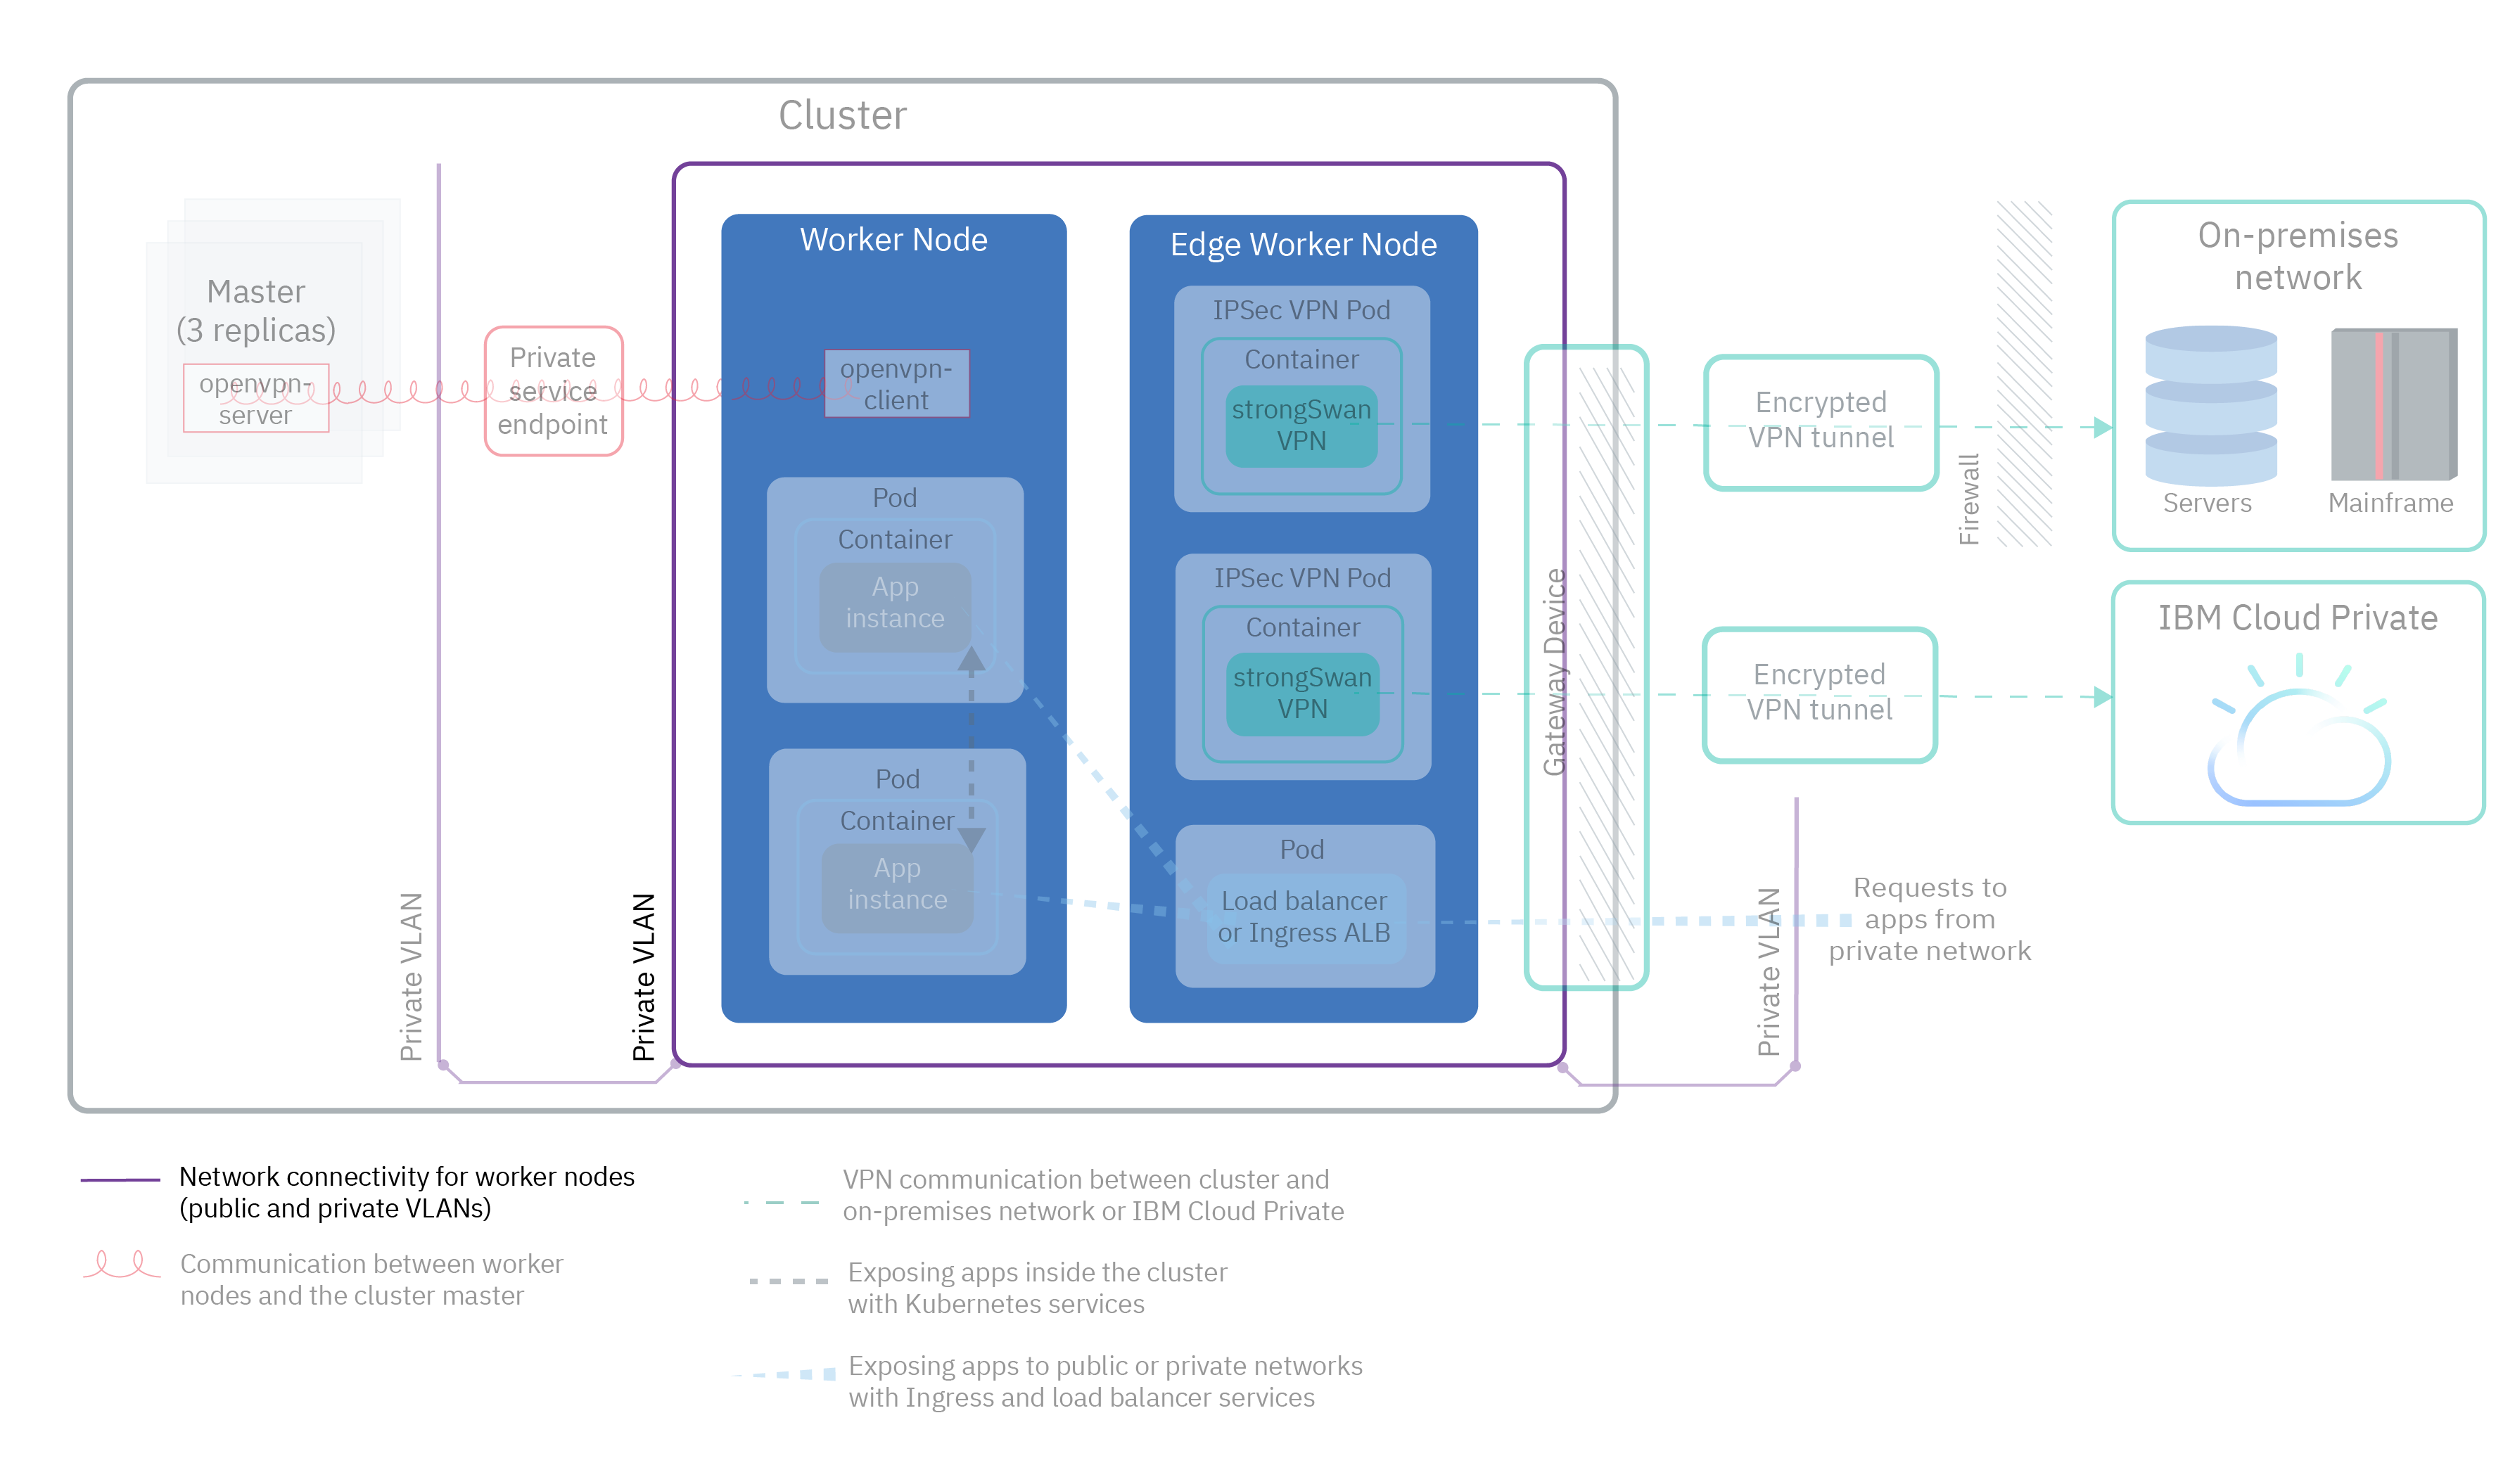 Cluster
Master
(3 replicas)
openvpn-
server
Private VLAN
Private
service
endpoint
Private VLAN
Worker Node
openvpn-
client
Pod
Container
App
instance
Pod
Container
App
instance
Edge Worker Node
IPSec VPN Pod
Container
strongSwan
VPN
IPSec VPN Pod
Container
strongSwan
VPN
Pod
Load balancer
or Ingress ALB
Gateway Device
Encrypted
VPN tunnel
Encrypted
VPN tunnel
Firewall
On-premises
network
Servers
Mainframe
IBM Cloud Private
Private VLAN
Requests to
apps from
private network
Network connectivity for worker nodes
(public and private VLANs)
Communication between worker
nodes and the cluster master
VPN communication between cluster and
on-premises network or IBM Cloud Private
Exposing apps inside the cluster
with Kubernetes services
Exposing apps to public or private networks
with Ingress and load balancer services